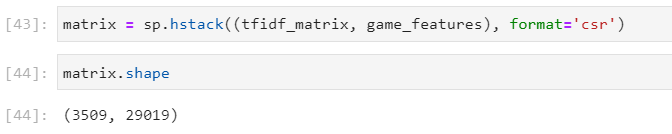 [43]: matrix = sp.hstack((tfidf_matrix, game_features), format='csr')
[44]: matrix.shape
[44]: (3509, 29019)